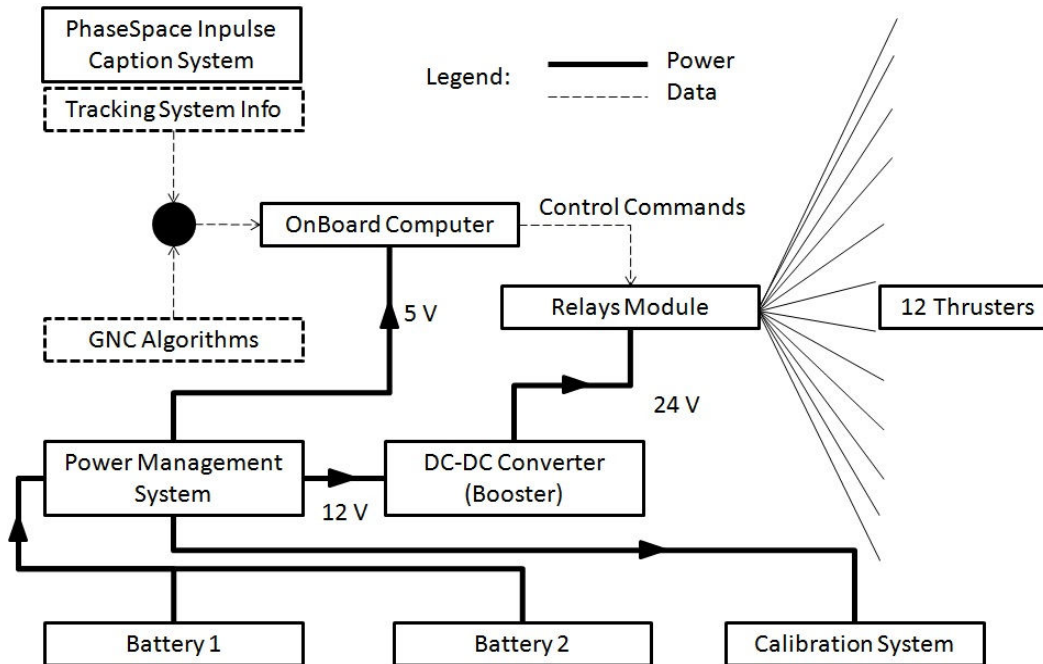 PhaseSpace Inpulse
Caption System
Tracking System Info
Legend:
Power
Data
OnBoard Computer
Control Commands
Relays Module
12 Thrusters
5 V
GNC Algorithms
24 V
Power Management
System
12 V
DC-DC Converter
(Booster)
Battery 1
Battery 2
Calibration System